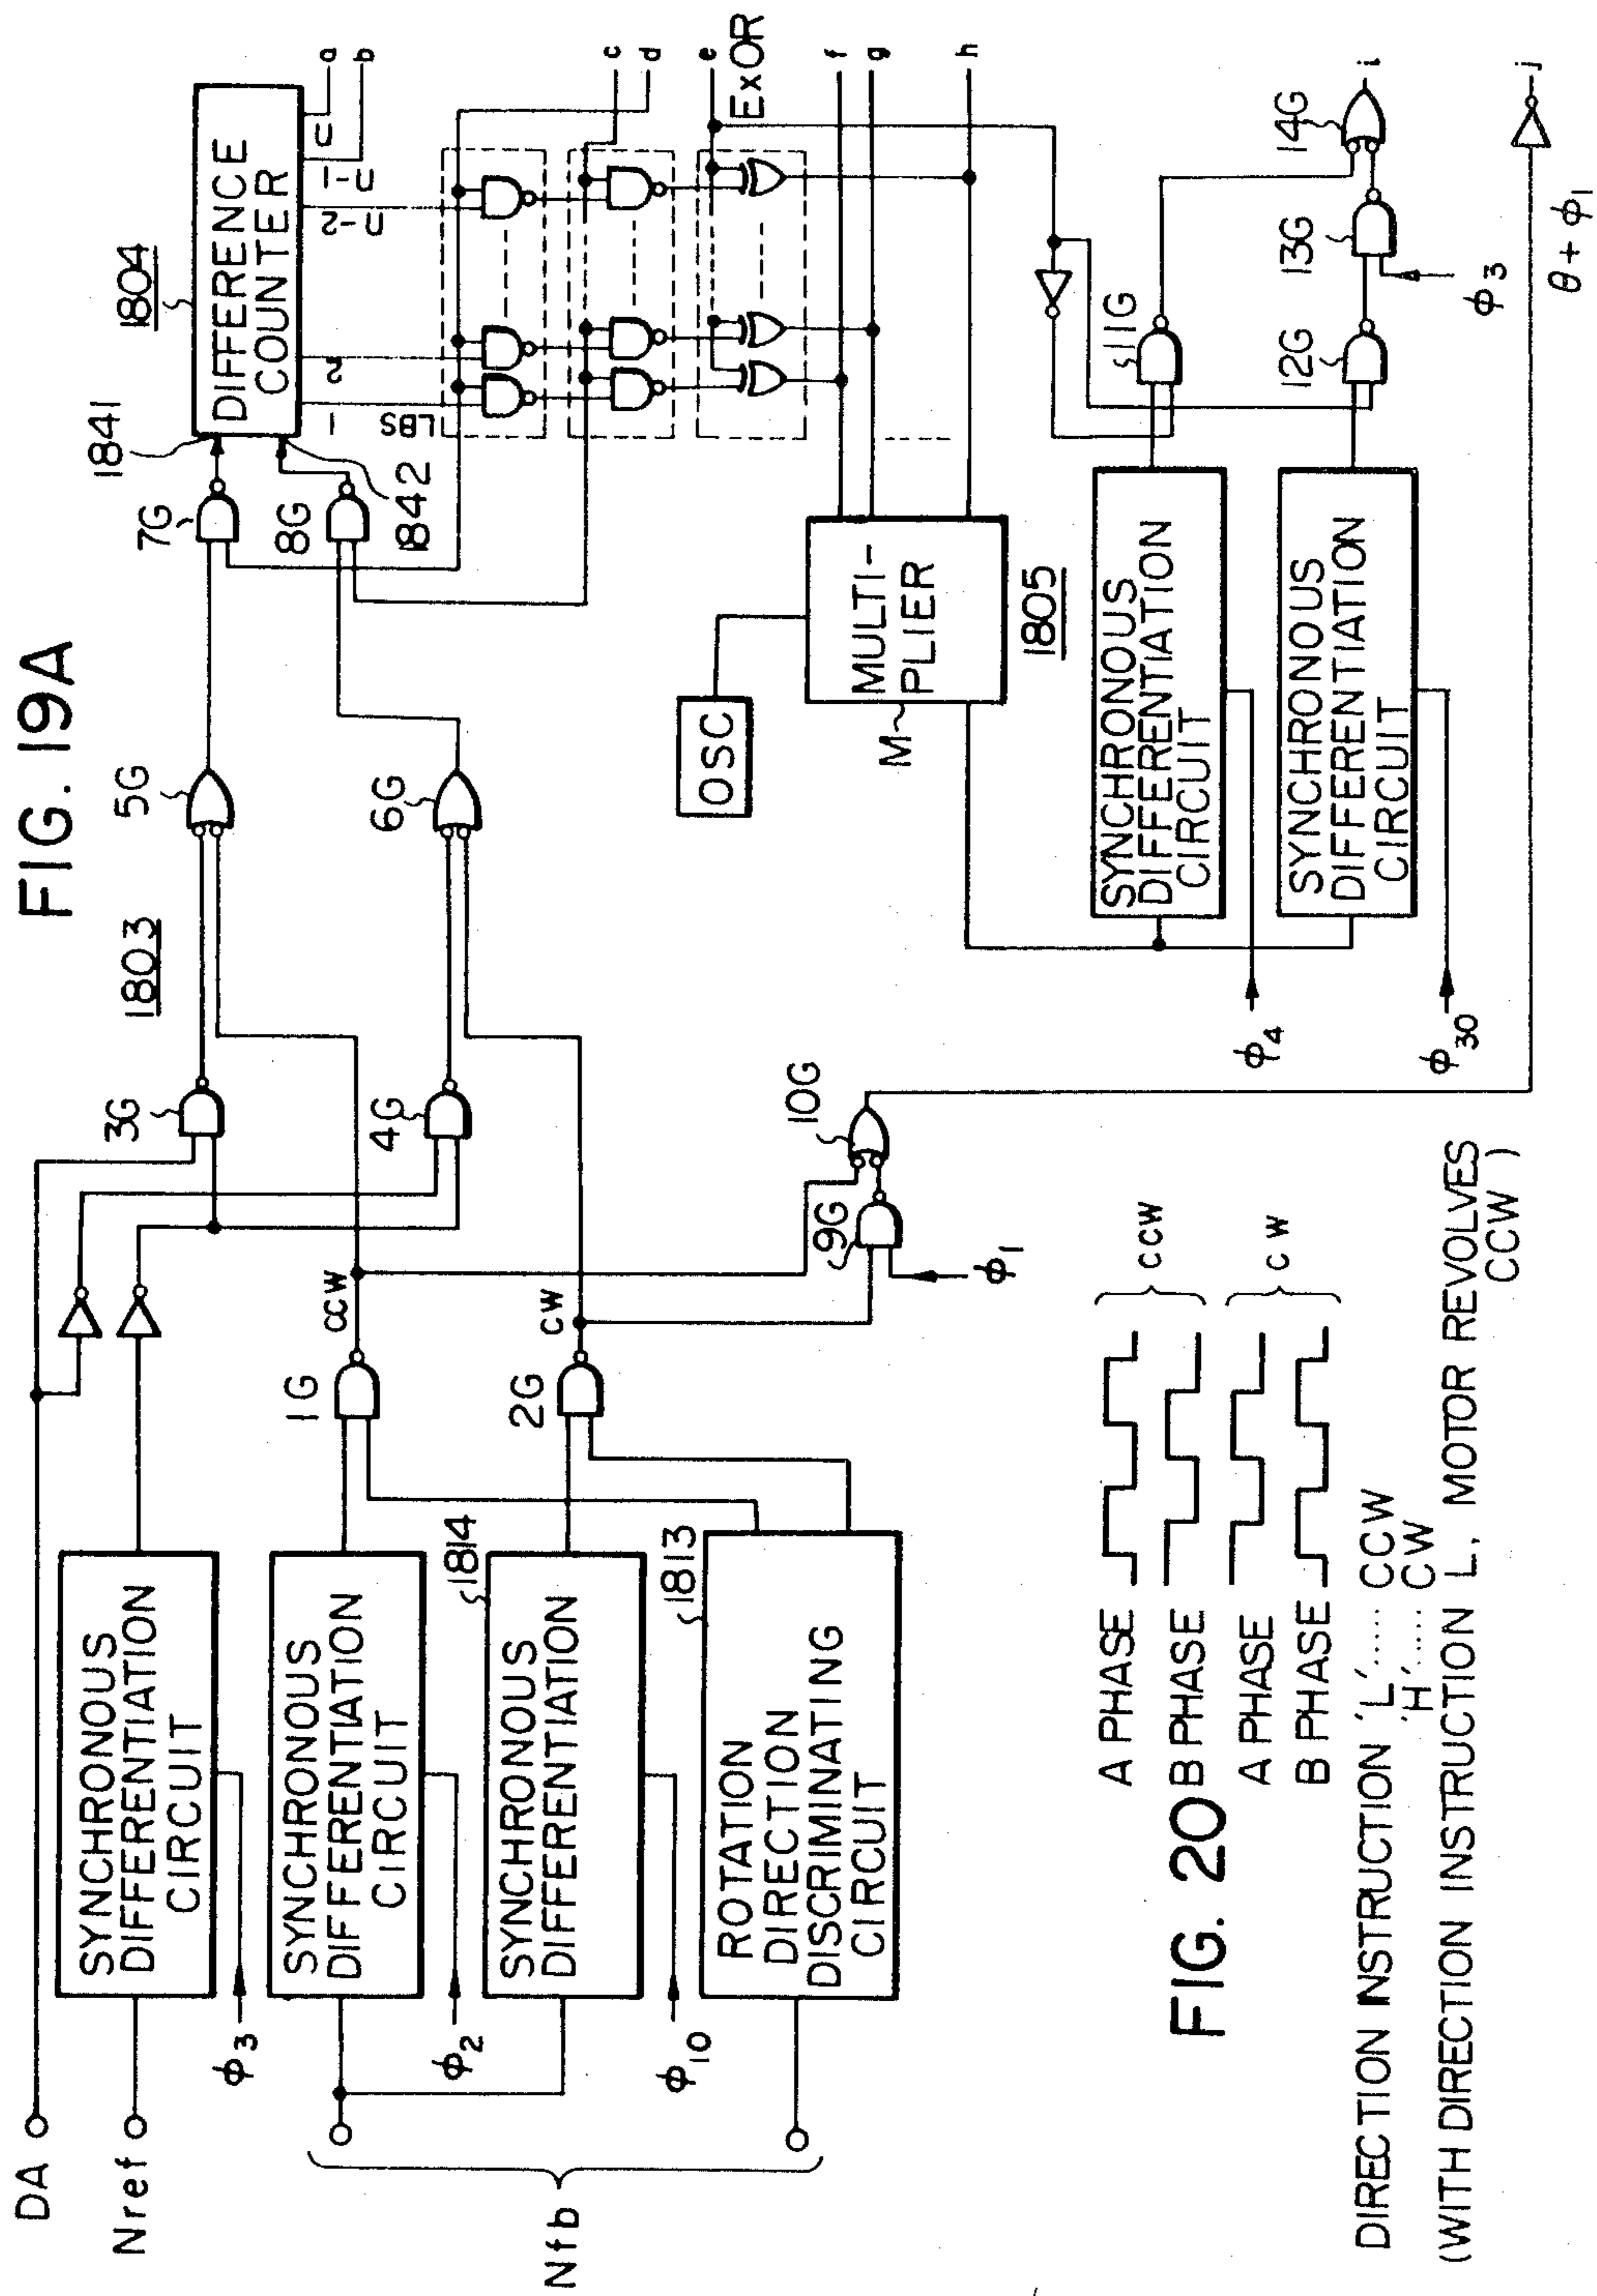 FIG. 19A
DA
Nref
Nfb
SYNCHRONOUS
DIFFERENTIATION
CIRCUIT
ϕ3
SYNCHRONOUS
DIFFERENTIATION
CIRCUIT
ϕ2
1814
SYNCHRONOUS
DIFFERENTIATION
ϕ10
1813
ROTATION
DIRECTION
DISCRIMINATING
CIRCUIT
1G
2G
CCW
CW
3G
4G
1803
5G
6G
7G
8G
9G
ϕ1
10G
1841
1842
1804
DIFFERENCE
COUNTER
1
2
n-2
n-1
n
LBS
a
b
c
d
e
ExOR
f
g
h
OSC
MULTI-
PLIER
M
1805
SYNCHRONOUS
DIFFERENTIATION
CIRCUIT
ϕ4
SYNCHRONOUS
DIFFERENTIATION
CIRCUIT
ϕ30
11G
12G
13G
ϕ3
14G
i
j
θ + ϕ1
FIG. 20
A PHASE
B PHASE
CCW
A PHASE
B PHASE
CW
DIRECTION INSTRUCTION 'L'..... CCW
'H'..... CW
(WITH DIRECTION INSTRUCTION L, MOTOR REVOLVES
CCW)